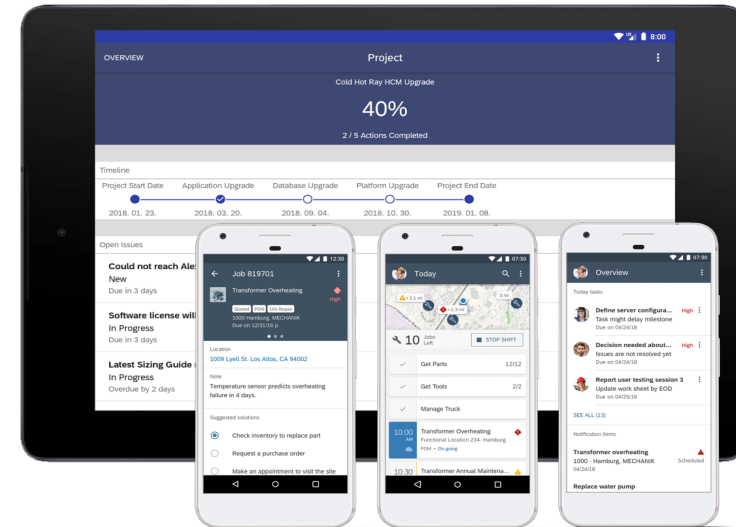 8:00
OVERVIEW
Project
Cold Hot Ray HCM Upgrade
40%
2 / 5 Actions Completed
Timeline
Project Start Date Application Upgrade Database Upgrade Platform Upgrade Project End Date
2018. 01. 23. 2018. 03. 20. 2018. 09. 04. 2018. 10. 30. 2019. 01. 08.
Open Issues
Could not reach
New
Due in 3 days
Software license
In Progress
Due in 3 days
Latest Sizing Guide
In Progress
Overdue by 2 days
12:30
Job 819701
Transformer Overheating
High
Started PDM 103-Repair
1000 Hamburg, MECHANIK
Due on 12/31/16 p
Location
1009 Lyell St. Los Altos, CA 94002
Note
Temperature sensor predicts overheating
failure in 4 days.
Suggested solutions
Check inventory to replace part
Request a purchase order
Make an appointment to visit the site
07:30
Today
2.1 mi
3 mi
1.3 mi
10 Jobs
Left
STOP SHIFT
Get Parts 12/12
Get Tools 2/2
Manage Truck
10:00
AM
Transformer Overheating
Functional Location 234- Hamburg
PDM • On going
10:30 Transformer Annual Maintena...
07:30
Overview
Today tasks
Define server configura... High
Task might delay milestone
Due on 04/24/18
Decision needed about... High
Issues are not resolved yet
Due on 04/24/18
Report user testing session 3
Update work sheet by EOD
Due on 04/25/18
SEE ALL (13)
Notification items
Transformer overheating
1000 - Hamburg, MECHANIK Scheduled
04/24/18
Replace water pump